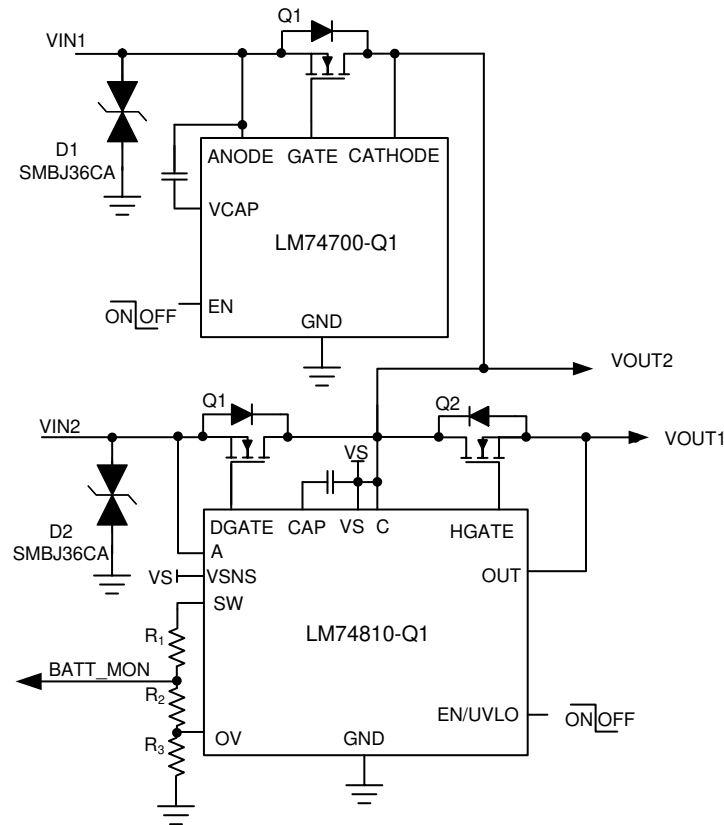 Q1
VIN1
D1
SMBJ36CA
ANODE GATE CATHODE
VCAP
LM74700-Q1
EN
ON OFF
GND
VOUT2
Q1
Q2
VIN2
VS
VOUT1
D2
SMBJ36CA
DGATE CAP VS C HGATE
A
VS VSNS
OUT
SW
R1
LM74810-Q1
BATT_MON
R2
EN/UVLO
ON OFF
R3
OV
GND